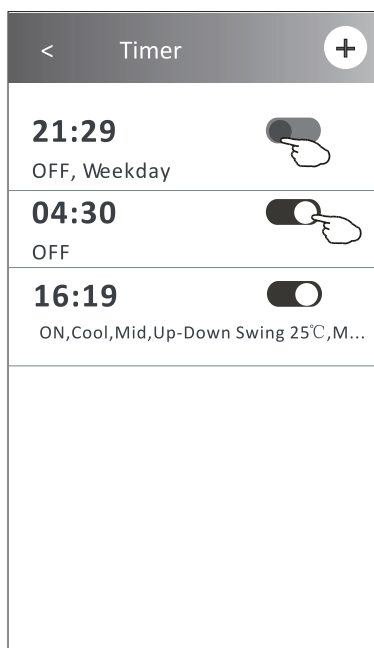 < Timer +
21:29
OFF, Weekday
04:30
OFF
16:19
ON,Cool,Mid,Up-Down Swing 25℃,M...